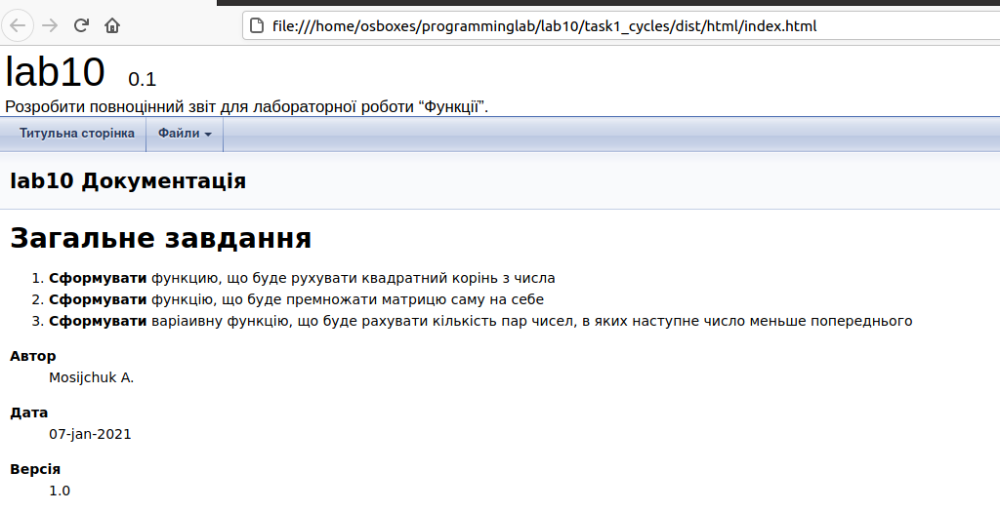 file:///home/osboxes/programminglab/lab10/task1_cycles/dist/html/index.html
lab10 0.1
Розробити повноцінний звіт для лабораторної роботи “Функції”.
Титульна сторінка Файли
lab10 Документація
Загальне завдання
1. Сформувати функцию, що буде рухувати квадратний корінь з числа
2. Сформувати функцію, що буде премножати матрицю саму на себе
3. Сформувати варіаивну функцію, що буде рахувати кількість пар чисел, в яких наступне число меньше попереднього
Автор
Mosijchuk A.
Дата
07-jan-2021
Версія
1.0